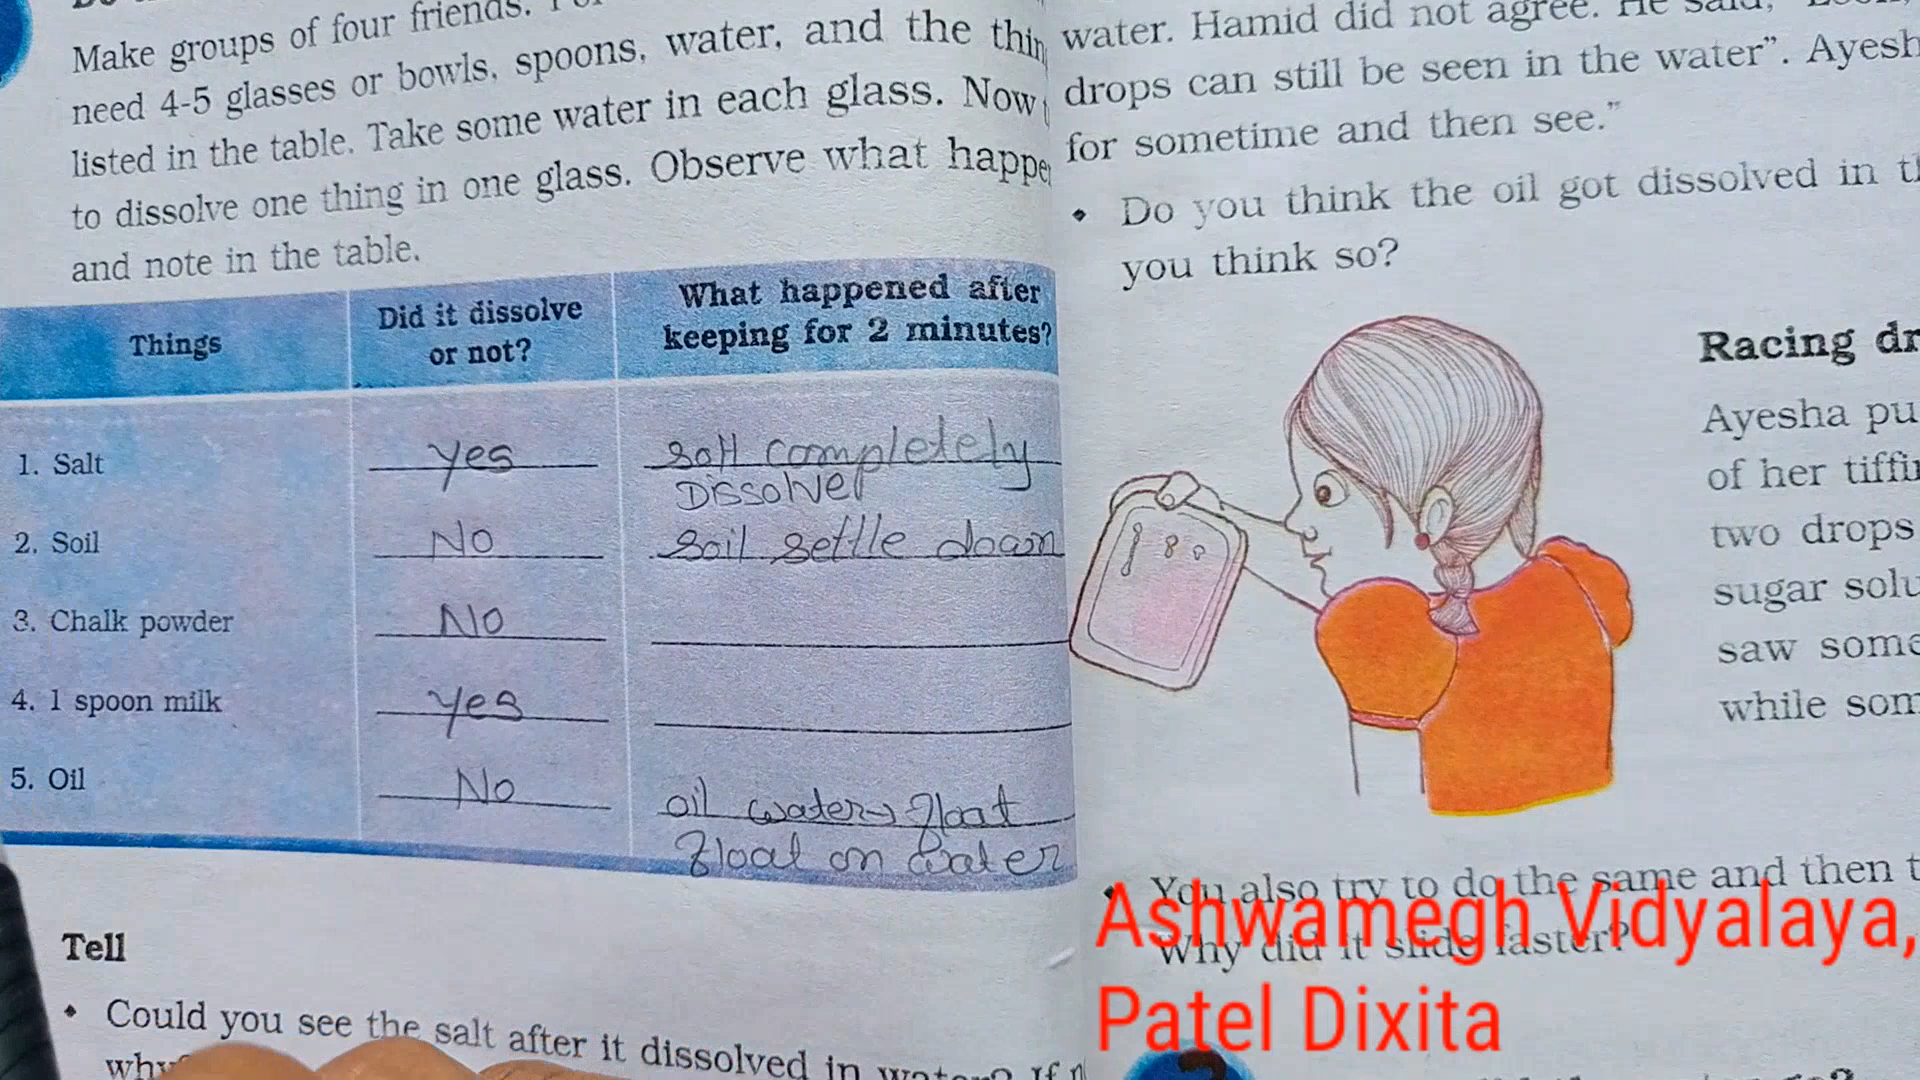 Make groups of four friends.
need 4-5 glasses or bowls, spoons, water, and the thin
listed in the table. Take some water in each glass. Now t
to dissolve one thing in one glass. Observe what happe
and note in the table.
Things
Did it dissolve
or not?
What happened after
keeping for 2 minutes?
1. Salt
Yes
Salt completely
Dissolved
2. Soil
No
Soil settle down
3. Chalk powder
No
4. 1 spoon milk
Yes
5. Oil
No
oil water→float
float on water
Tell
• Could you see the salt after it dissolved in water? If n
why
water. Hamid did not agree. He said,
drops can still be seen in the water”. Ayesh
for sometime and then see.”
• Do you think the oil got dissolved in th
you think so?
Racing dr
Ayesha pu
of her tiffi
two drops
sugar solu
saw some
while som
• You also try to do the same and then t
Why did it slide faster?
Ashwamegh Vidyalaya,
Patel Dixita